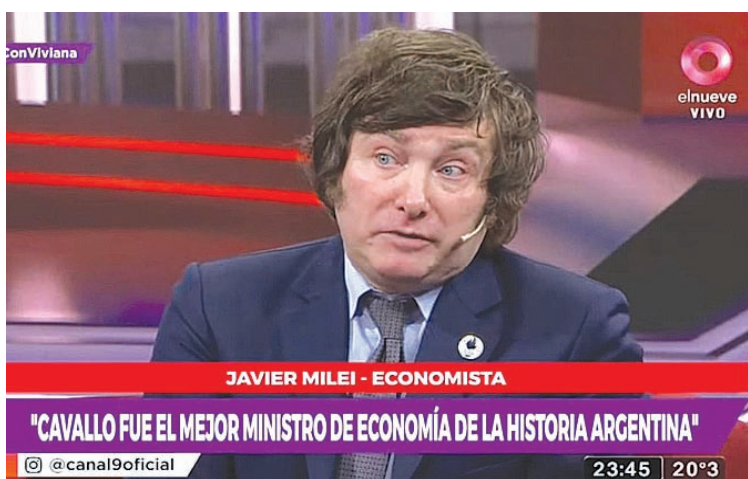 ConViviana
elnueve
VIVO
JAVIER MILEI - ECONOMISTA
"CAVALLO FUE EL MEJOR MINISTRO DE ECONOMÍA DE LA HISTORIA ARGENTINA"
@canal9oficial
23:45 20°3